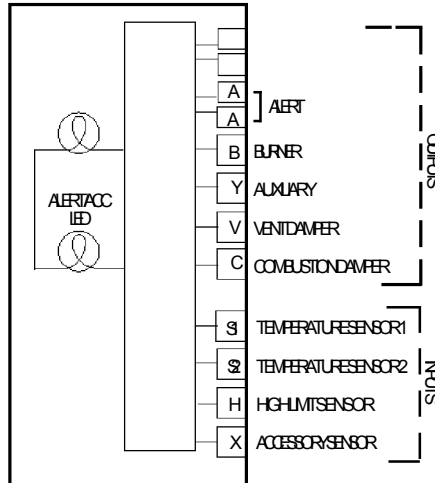 A
A
ALERT
B BURNER
Y AUXILIARY
V VENT DAMPER
C COMBUSTION DAMPER
OUTPUTS
ALERT/ACC
LED
S1 TEMPERATURE SENSOR 1
S2 TEMPERATURE SENSOR 2
H HIGH LIMIT SENSOR
X ACCESSORY SENSOR
INPUTS